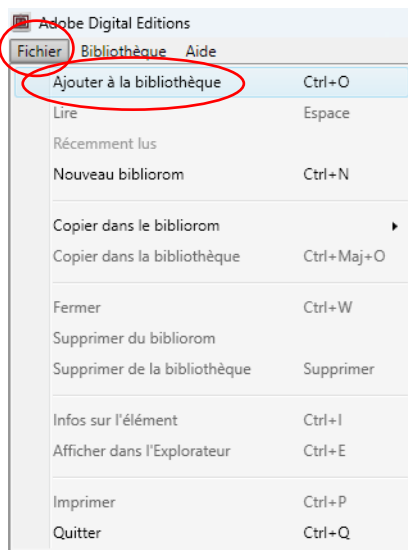 Adobe Digital Editions
Fichier Bibliothèque Aide
Ajouter à la bibliothèque Ctrl+O
Lire Espace
Récemment lus
Nouveau bibliorom Ctrl+N
Copier dans le bibliorom
Copier dans la bibliothèque Ctrl+Maj+O
Fermer Ctrl+W
Supprimer du bibliorom
Supprimer de la bibliothèque Supprimer
Infos sur l'élément Ctrl+I
Afficher dans l'Explorateur Ctrl+E
Imprimer Ctrl+P
Quitter Ctrl+Q